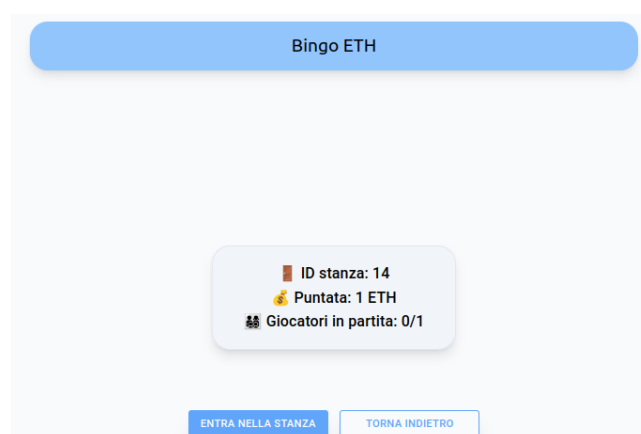 Bingo ETH
🚪 ID stanza: 14
💰 Puntata: 1 ETH
👨‍👩‍👧‍👦 Giocatori in partita: 0/1
ENTRA NELLA STANZA
TORNA INDIETRO